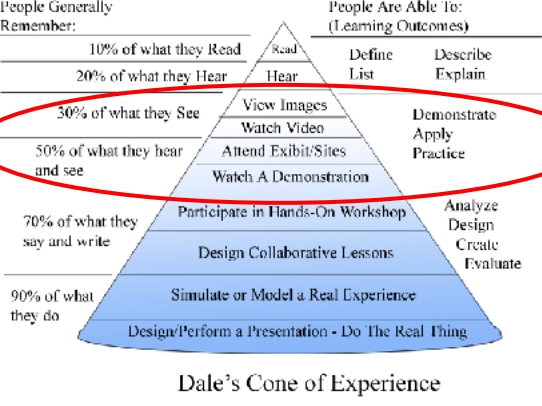 People Generally
Remember:
People Are Able To:
(Learning Outcomes)
10% of what they Read
Read
Define
Describe
20% of what they Hear
Hear
List
Explain
30% of what they See
View Images
Demonstrate
Watch Video
Apply
50% of what they hear
and see
Attend Exibit/Sites
Practice
Watch A Demonstration
70% of what they
say and write
Participate in Hands-On Workshop
Analyze
Design
Create
Evaluate
Design Collaborative Lessons
90% of what
they do
Simulate or Model a Real Experience
Design/Perform a Presentation - Do The Real Thing
Dale's Cone of Experience